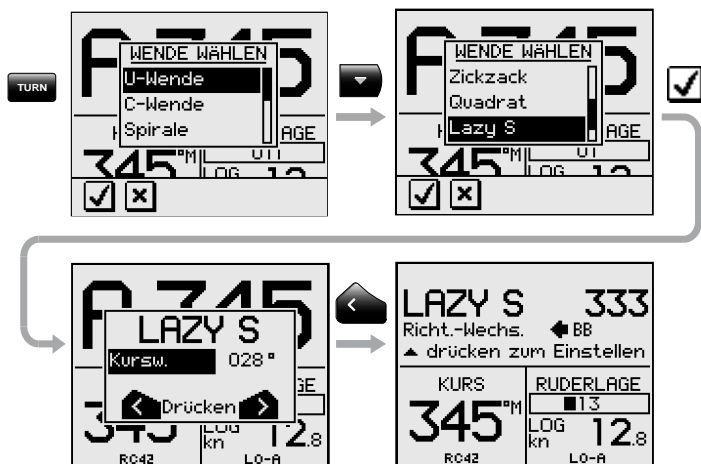 TURN
WENDE WÄHLEN
U-Wende
C-Wende
Spirale
AGE
345°M
LOG
WENDE WÄHLEN
Zickzack
Quadrat
Lazy S
AGE
345°M
LOG
LAZY S
Kursw. 028°
Drücken
LOG
kn 12.8
RC42 LO-A
LAZY S 333
Richt.-Wechs. BB
drücken zum Einstellen
KURS RUDERLAGE
345°M 13
LOG
kn 12.8
RC42 LO-A